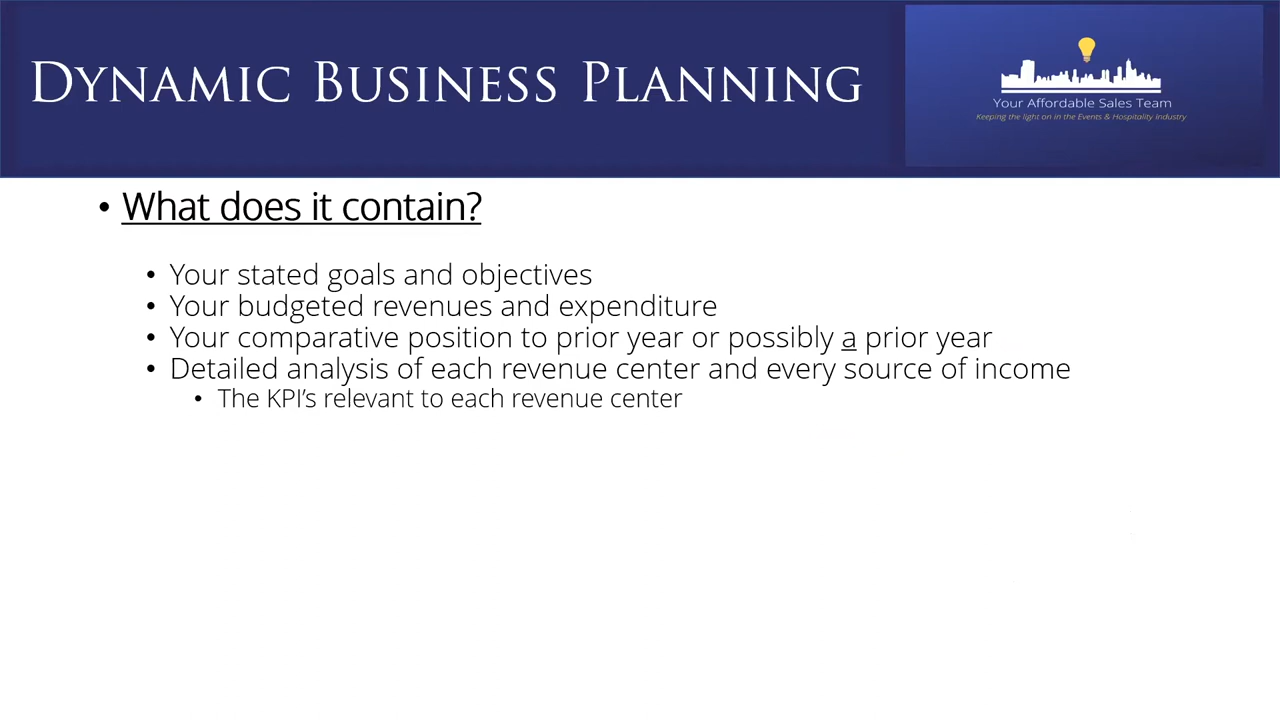 DYNAMIC BUSINESS PLANNING
Your Affordable Sales Team
Keeping the light on in the Events & Hospitality Industry
• What does it contain?
• Your stated goals and objectives
• Your budgeted revenues and expenditure
• Your comparative position to prior year or possibly a prior year
• Detailed analysis of each revenue center and every source of income
• The KPI’s relevant to each revenue center